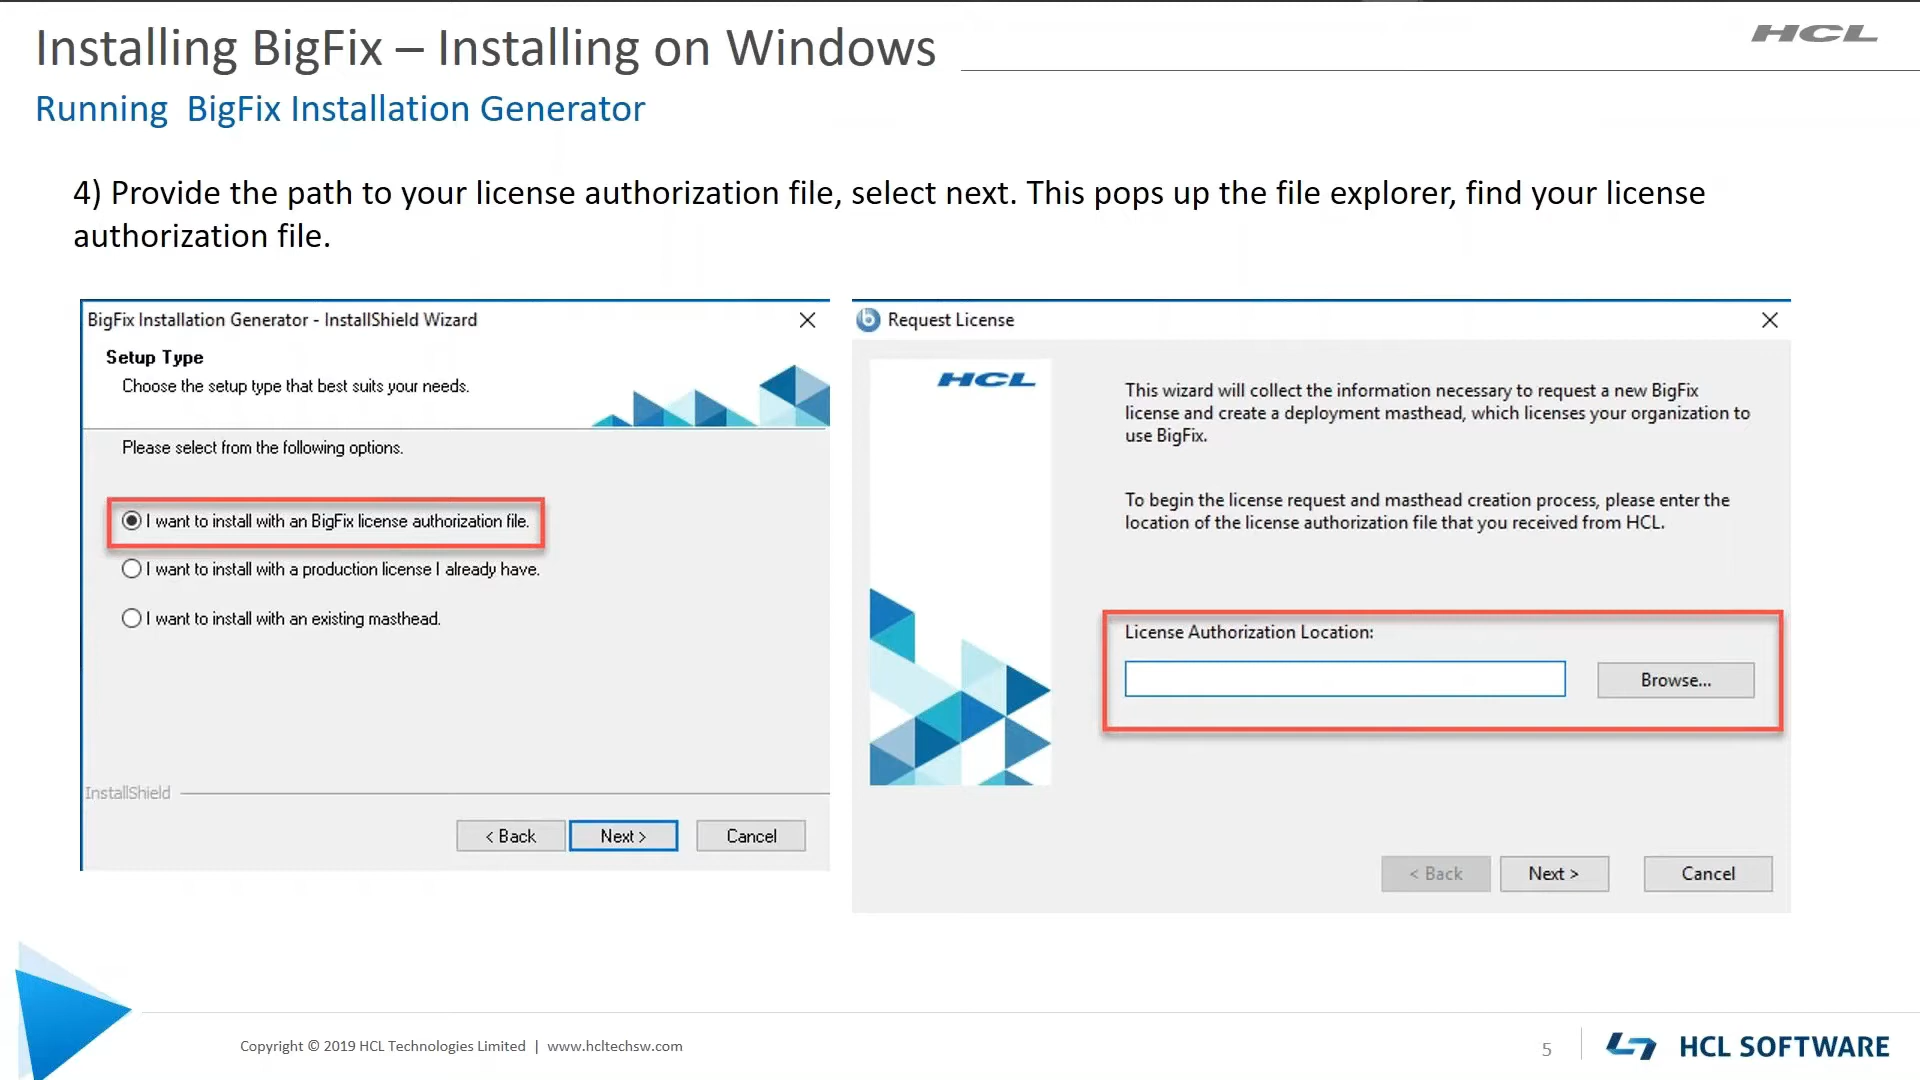 Installing BigFix – Installing on Windows
HCL
Running BigFix Installation Generator
4) Provide the path to your license authorization file, select next. This pops up the file explorer, find your license
authorization file.
BigFix Installation Generator - InstallShield Wizard
Setup Type
Choose the setup type that best suits your needs.
Please select from the following options.
I want to install with an BigFix license authorization file.
I want to install with a production license I already have.
I want to install with an existing masthead.
InstallShield
< Back
Next >
Cancel
Request License
HCL
This wizard will collect the information necessary to request a new BigFix
license and create a deployment masthead, which licenses your organization to
use BigFix.
To begin the license request and masthead creation process, please enter the
location of the license authorization file that you received from HCL.
License Authorization Location:
Browse...
< Back
Next >
Cancel
Copyright © 2019 HCL Technologies Limited | www.hcltechsw.com
5
HCL SOFTWARE